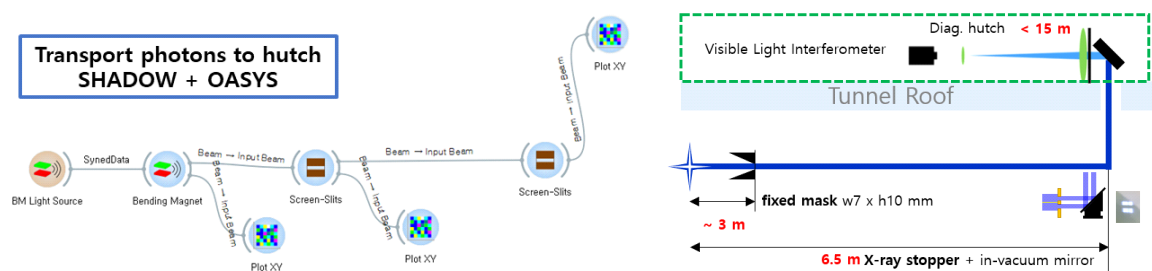 Transport photons to hutch
SHADOW + OASYS
Plot XY
Beam → Input Beam
SynedData
Beam → Input Beam
Beam → Input Beam
BM Light Source
Bending Magnet
Screen-Slits
Screen-Slits
Beam → Input Beam
Beam → Input Beam
Plot XY
Plot XY
Diag. hutch < 15 m
Visible Light Interferometer
Tunnel Roof
fixed mask w7 x h10 mm
~ 3 m
6.5 m X-ray stopper + in-vacuum mirror